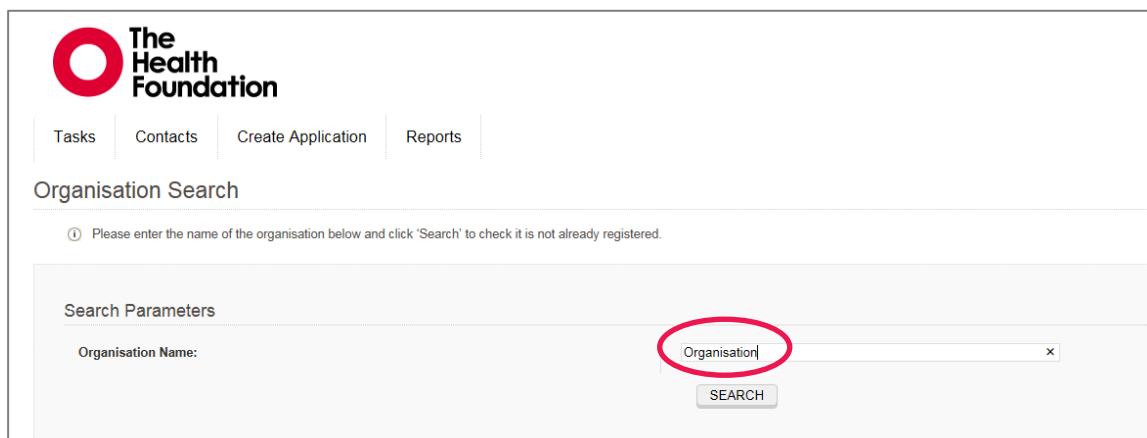 The
Health
Foundation
Tasks Contacts Create Application Reports
Organisation Search
Please enter the name of the organisation below and click 'Search' to check it is not already registered.
Search Parameters
Organisation Name: Organisation ×
SEARCH